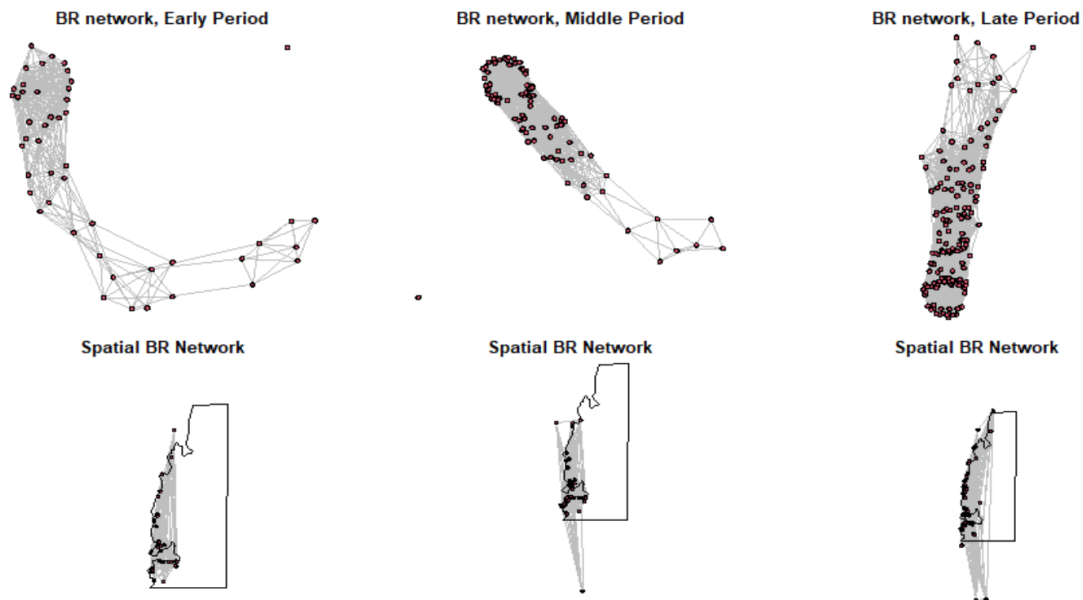 BR network, Early Period
BR network, Middle Period
BR network, Late Period
Spatial BR Network
Spatial BR Network
Spatial BR Network